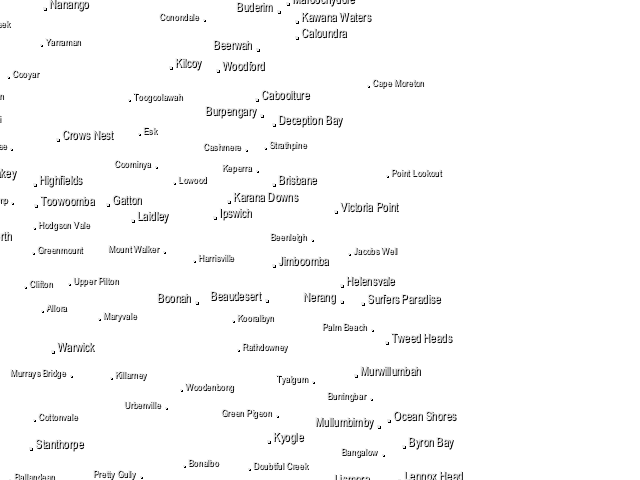 Maroochydore
Nanango
Buderim
Conondale
Kawana Waters
Caloundra
Yarraman
Beerwah
Kilcoy
Woodford
Cooyar
Cape Moreton
Toogoolawah
Caboolture
Burpengary
Deception Bay
Crows Nest
Esk
Cashmere
Strathpine
Coominya
Keperra
Point Lookout
Highfields
Lowood
Brisbane
Toowoomba
Gatton
Karana Downs
Victoria Point
Laidley
Ipswich
Hodgson Vale
Beenleigh
Greenmount
Mount Walker
Jacobs Well
Harrisville
Jimboomba
Clifton
Upper Pilton
Helensvale
Boonah
Beaudesert
Nerang
Surfers Paradise
Allora
Maryvale
Kooralbyn
Palm Beach
Tweed Heads
Warwick
Rathdowney
Murrays Bridge
Killarney
Tyalgum
Murwillumbah
Woodenbong
Burringbar
Urbenville
Green Pigeon
Cottonvale
Mullumbimby
Ocean Shores
Stanthorpe
Kyogle
Byron Bay
Bangalow
Bonalbo
Doubtful Creek
Ballandean
Pretty Gully
Lismore
Lennox Head